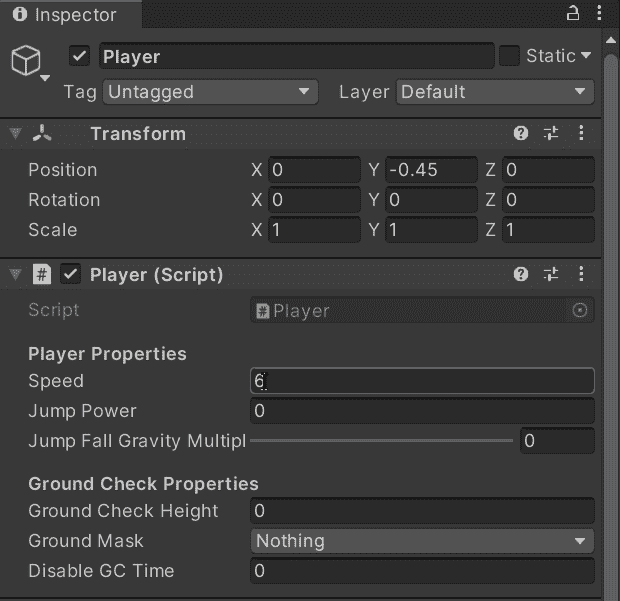 Inspector
Player Static
Tag Untagged Layer Default
Transform
Position X 0 Y -0.45 Z 0
Rotation X 0 Y 0 Z 0
Scale X 1 Y 1 Z 1
# Player (Script)
Script # Player
Player Properties
Speed 6
Jump Power 0
Jump Fall Gravity Multipl 0
Ground Check Properties
Ground Check Height 0
Ground Mask Nothing
Disable GC Time 0